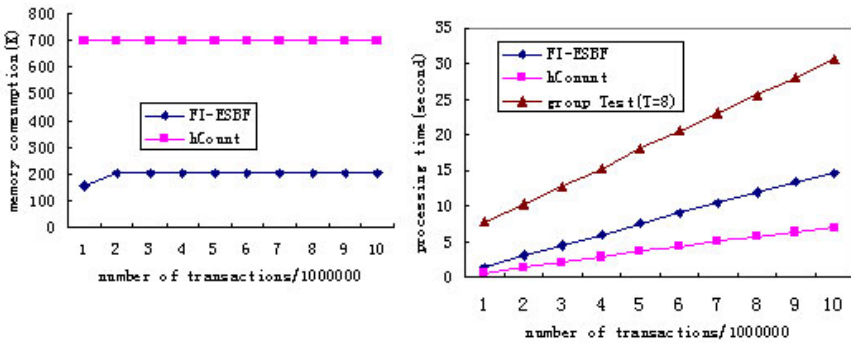 800
700
600
500
400
300
200
100
0
memory consumption(K)
FI-ESBF
hCount
1 2 3 4 5 6 7 8 9 10
number of transactions/1000000
35
30
25
20
15
10
5
0
processing time(second)
FI-ESBF
hConunt
group Test(T=8)
1 2 3 4 5 6 7 8 9 10
number of transactions/1000000